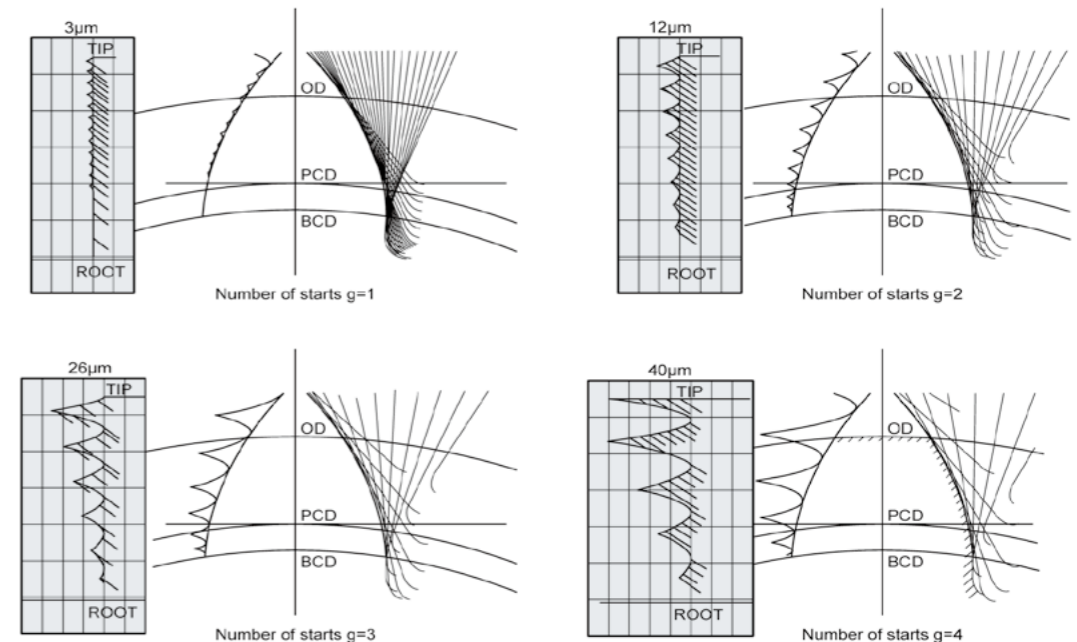 3µm
TIP
OD
PCD
BCD
ROOT
Number of starts g=1
12µm
TIP
OD
PCD
BCD
ROOT
Number of starts g=2
26µm
TIP
OD
PCD
BCD
ROOT
Number of starts g=3
40µm
TIP
OD
PCD
BCD
ROOT
Number of starts g=4